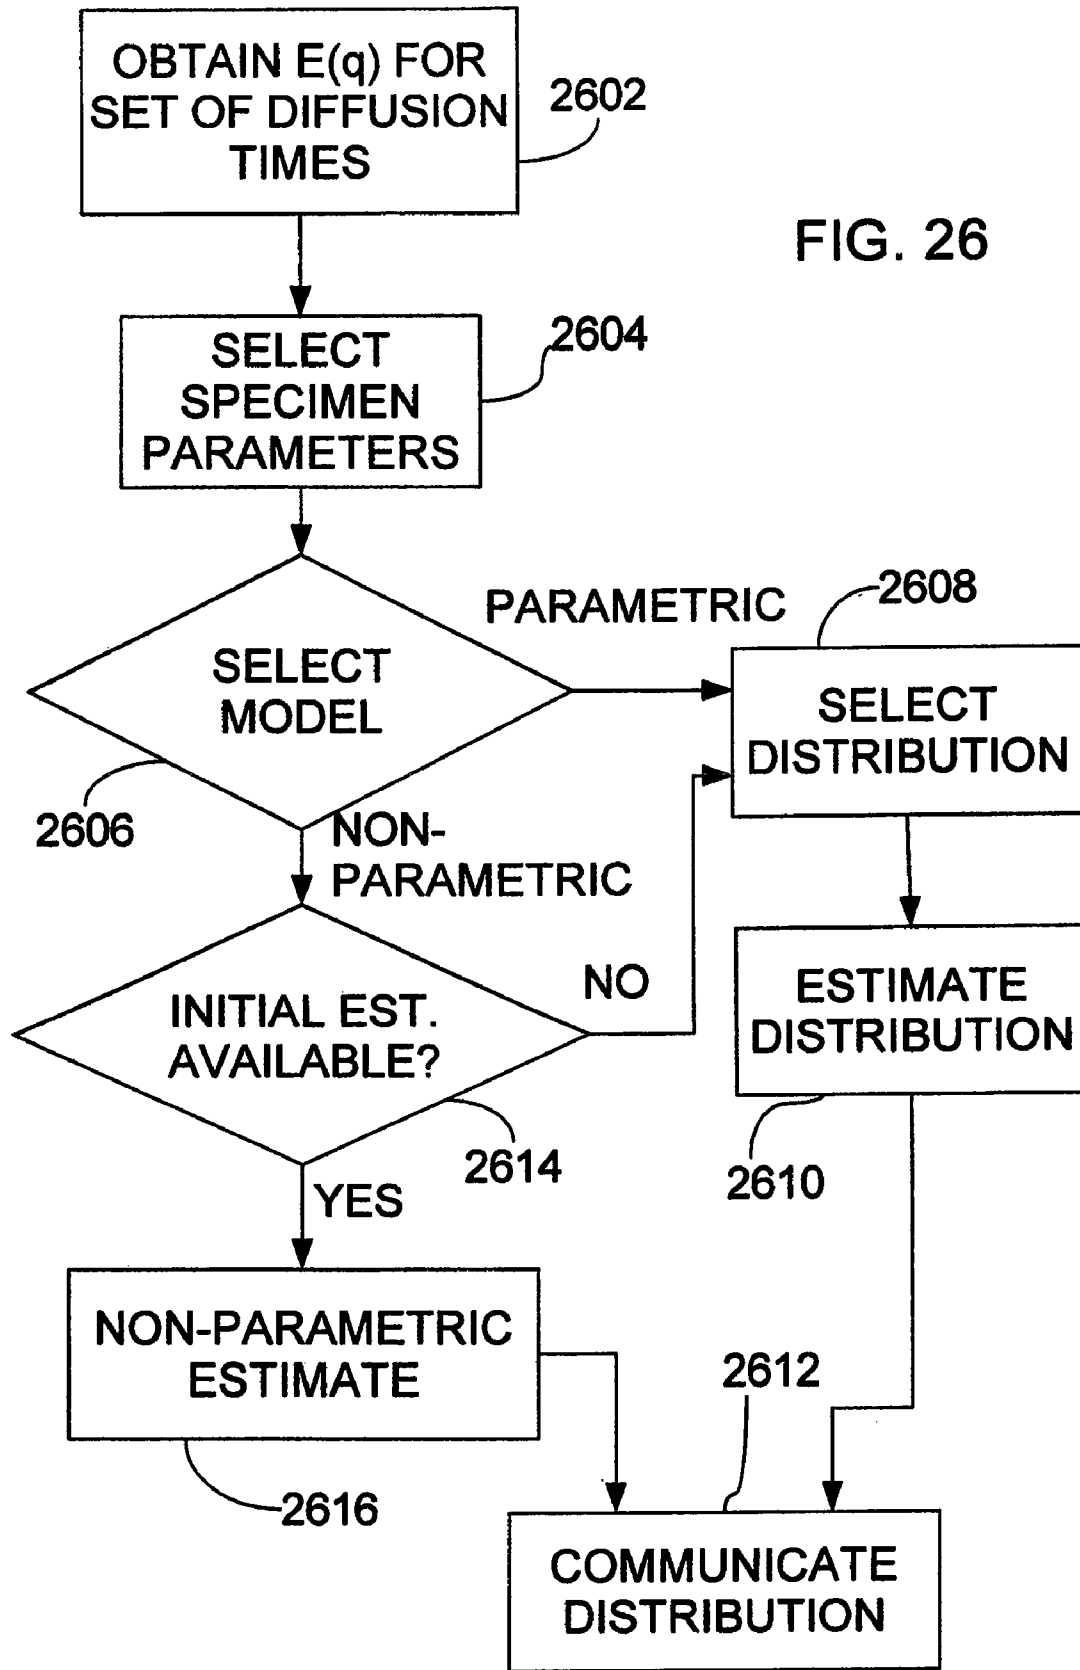 OBTAIN E(q) FOR
SET OF DIFFUSION
TIMES
2602
FIG. 26
SELECT
SPECIMEN
PARAMETERS
2604
SELECT
MODEL
2606
PARAMETRIC
2608
SELECT
DISTRIBUTION
NON-
PARAMETRIC
INITIAL EST.
AVAILABLE?
NO
2614
ESTIMATE
DISTRIBUTION
2610
YES
NON-PARAMETRIC
ESTIMATE
2616
2612
COMMUNICATE
DISTRIBUTION